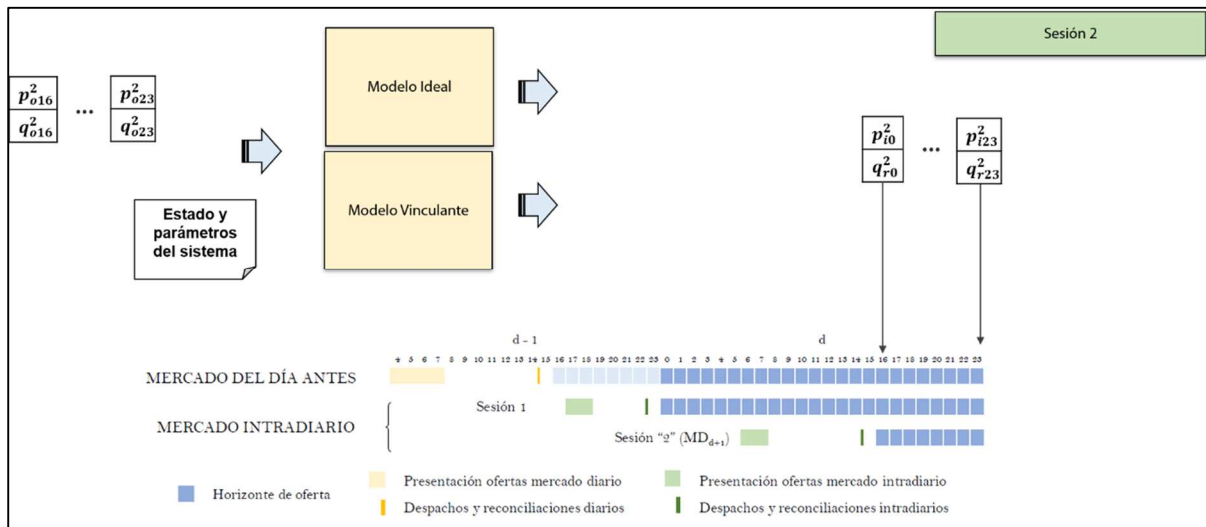 Sesión 2
p²ₒ₁₆ ... p²ₒ₂₃
q²ₒ₁₆ q²ₒ₂₃
Modelo Ideal
Modelo Vinculante
Estado y
parámetros
del sistema
p²ᵢ₀ ... p²ᵢ₂₃
q²ᵣ₀ q²ᵣ₂₃
d - 1 d
4 5 6 7 8 9 10 11 12 13 14 15 16 17 18 19 20 21 22 23 0 1 2 3 4 5 6 7 8 9 10 11 12 13 14 15 16 17 18 19 20 21 22 23
MERCADO DEL DÍA ANTES
Sesión 1
MERCADO INTRADIARIO
Sesión "2" (MD_d+1)
Presentación ofertas mercado diario Presentación ofertas mercado intradiario
Horizonte de oferta
Despachos y reconciliaciones diarios Despachos y reconciliaciones intradiarios